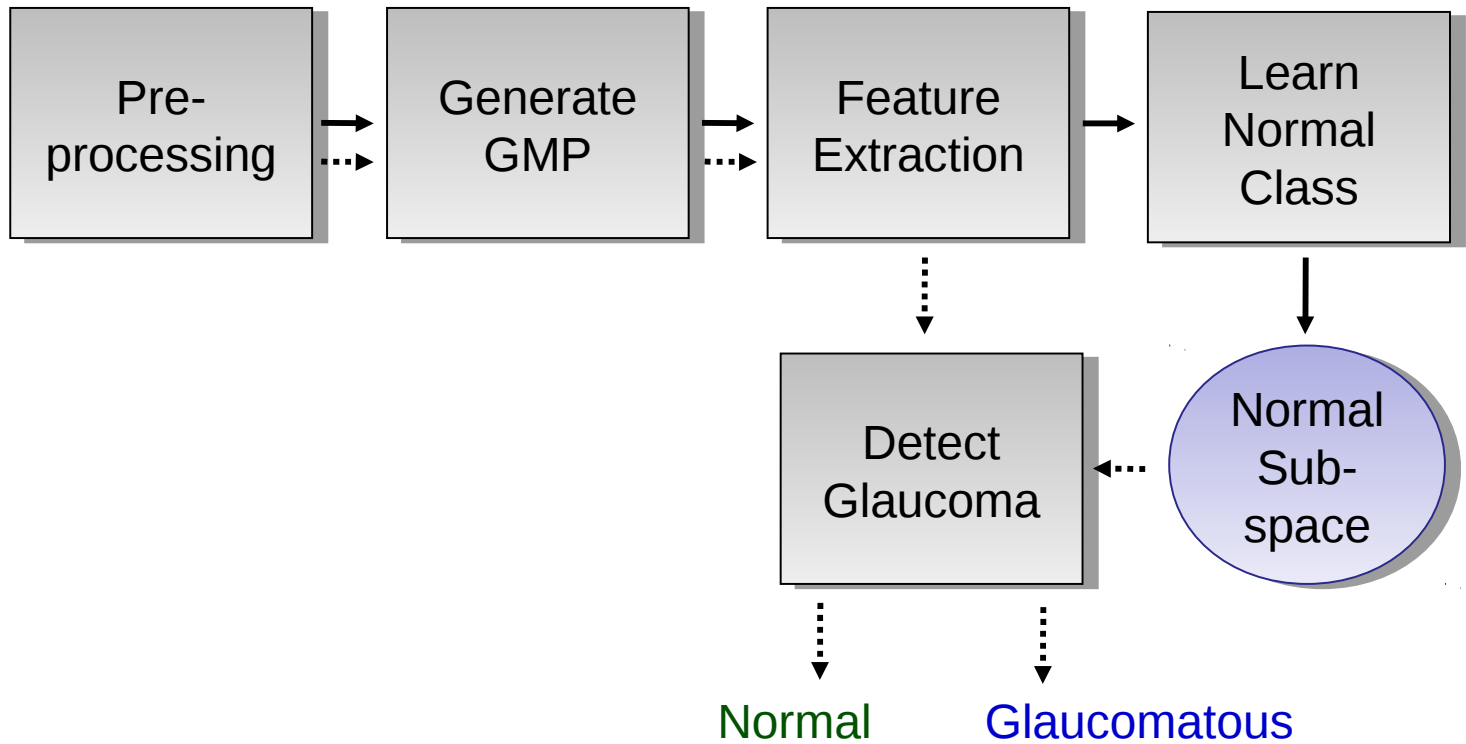 Pre-
processing
Generate
GMP
Feature
Extraction
Learn
Normal
Class
Detect
Glaucoma
Normal
Sub-
space
Normal
Glaucomatous